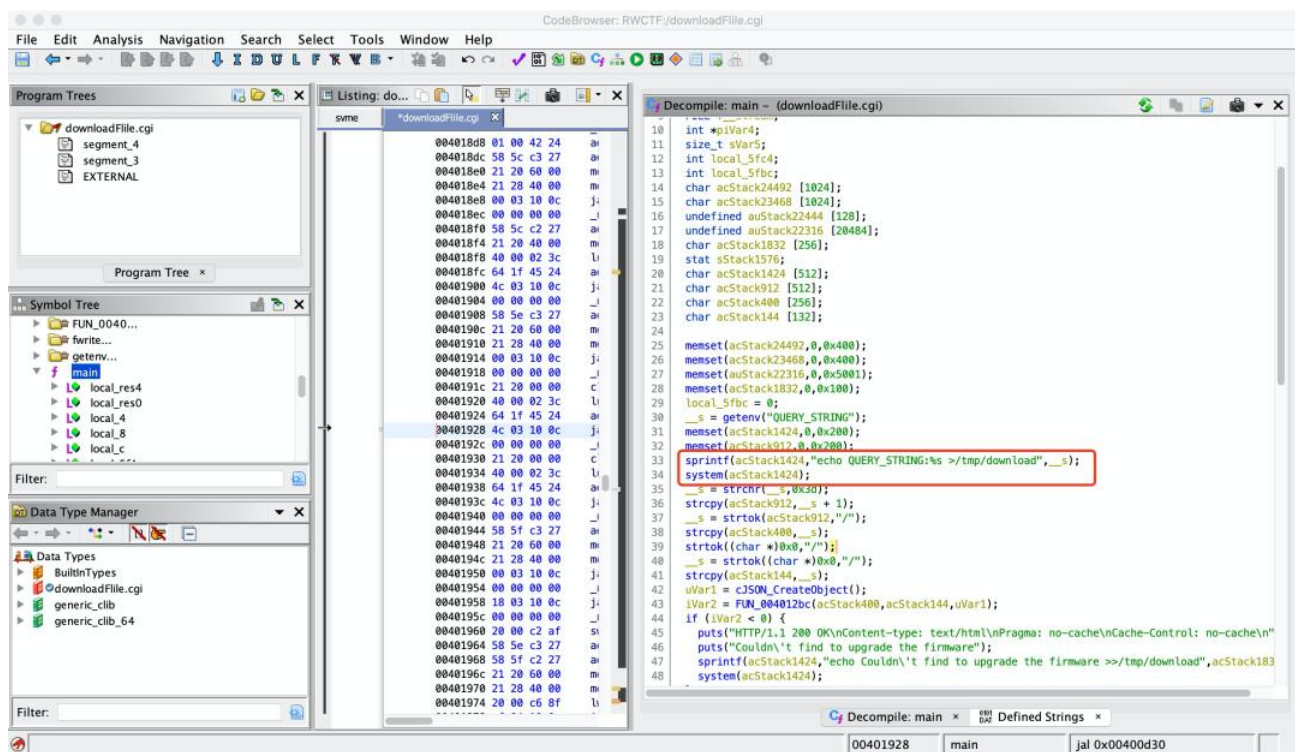 CodeBrowser: RWCTF:/downloadFlile.cgi
File Edit Analysis Navigation Search Select Tools Window Help
I D U L F
Program Trees
downloadFlile.cgi
segment_4
segment_3
EXTERNAL
Program Tree ×
Symbol Tree
FUN_0040...
fwrite...
getenv...
f main
local_res4
local_res0
local_4
local_8
local_c
Filter:
Data Type Manager
Data Types
BuiltInTypes
downloadFlile.cgi
generic_clib
generic_clib_64
Filter:
Listing: do...
svme
*downloadFlile.cgi
004018d8 01 00 42 24
004018dc 58 5c c3 27
004018e0 21 20 60 00
004018e4 21 28 40 00
004018e8 00 03 10 0c
004018ec 00 00 00 00
004018f0 58 5c c2 27
004018f4 21 20 40 00
004018f8 40 00 02 3c
004018fc 64 1f 45 24
00401900 4c 03 10 0c
00401904 00 00 00 00
00401908 58 5e c3 27
0040190c 21 20 60 00
00401910 21 28 40 00
00401914 00 03 10 0c
00401918 00 00 00 00
0040191c 21 20 00 00
00401920 40 00 02 3c
00401924 64 1f 45 24
00401928 4c 03 10 0c
0040192c 00 00 00 00
00401930 21 20 00 00
00401934 40 00 02 3c
00401938 64 1f 45 24
0040193c 4c 03 10 0c
00401940 00 00 00 00
00401944 58 5f c3 27
00401948 21 20 60 00
0040194c 21 28 40 00
00401950 00 03 10 0c
00401954 00 00 00 00
00401958 18 03 10 0c
0040195c 00 00 00 00
00401960 20 00 c2 af
00401964 58 5e c3 27
00401968 58 5f c2 27
0040196c 21 20 60 00
00401970 21 28 40 00
00401974 20 00 c6 8f
Decompile: main - (downloadFlile.cgi)
10 int *piVar4;
11 size_t sVar5;
12 int local_5fc4;
13 int local_5fbc;
14 char acStack24492 [1024];
15 char acStack23468 [1024];
16 undefined auStack22444 [128];
17 undefined auStack22316 [20484];
18 char acStack1832 [256];
19 stat sStack1576;
20 char acStack1424 [512];
21 char acStack912 [512];
22 char acStack400 [256];
23 char acStack144 [132];
24
25 memset(acStack24492,0,0x400);
26 memset(acStack23468,0,0x400);
27 memset(auStack22316,0,0x5001);
28 memset(acStack1832,0,0x100);
29 local_5fbc = 0;
30 __s = getenv("QUERY_STRING");
31 memset(acStack1424,0,0x200);
32 memset(acStack912,0,0x200);
33 sprintf(acStack1424,"echo QUERY_STRING:%s >/tmp/download",__s);
34 system(acStack1424);
35 __s = strchr(__s,0x3d);
36 strcpy(acStack912,__s + 1);
37 __s = strtok(acStack912,"/");
38 strcpy(acStack400,__s);
39 strtok((char *)0x0,"/");
40 __s = strtok((char *)0x0,"/");
41 strcpy(acStack144,__s);
42 uVar1 = cJSON_CreateObject();
43 iVar2 = FUN_004012bc(acStack400,acStack144,uVar1);
44 if (iVar2 < 0) {
45 puts("HTTP/1.1 200 OK\nContent-type: text/html\nPragma: no-cache\nCache-Control: no-cache\n"
46 puts("Couldn\'t find to upgrade the firmware");
47 sprintf(acStack1424,"echo Couldn\'t find to upgrade the firmware >>/tmp/download",acStack183
48 system(acStack1424);
Decompile: main × Defined Strings ×
00401928 main jal 0x00400d30